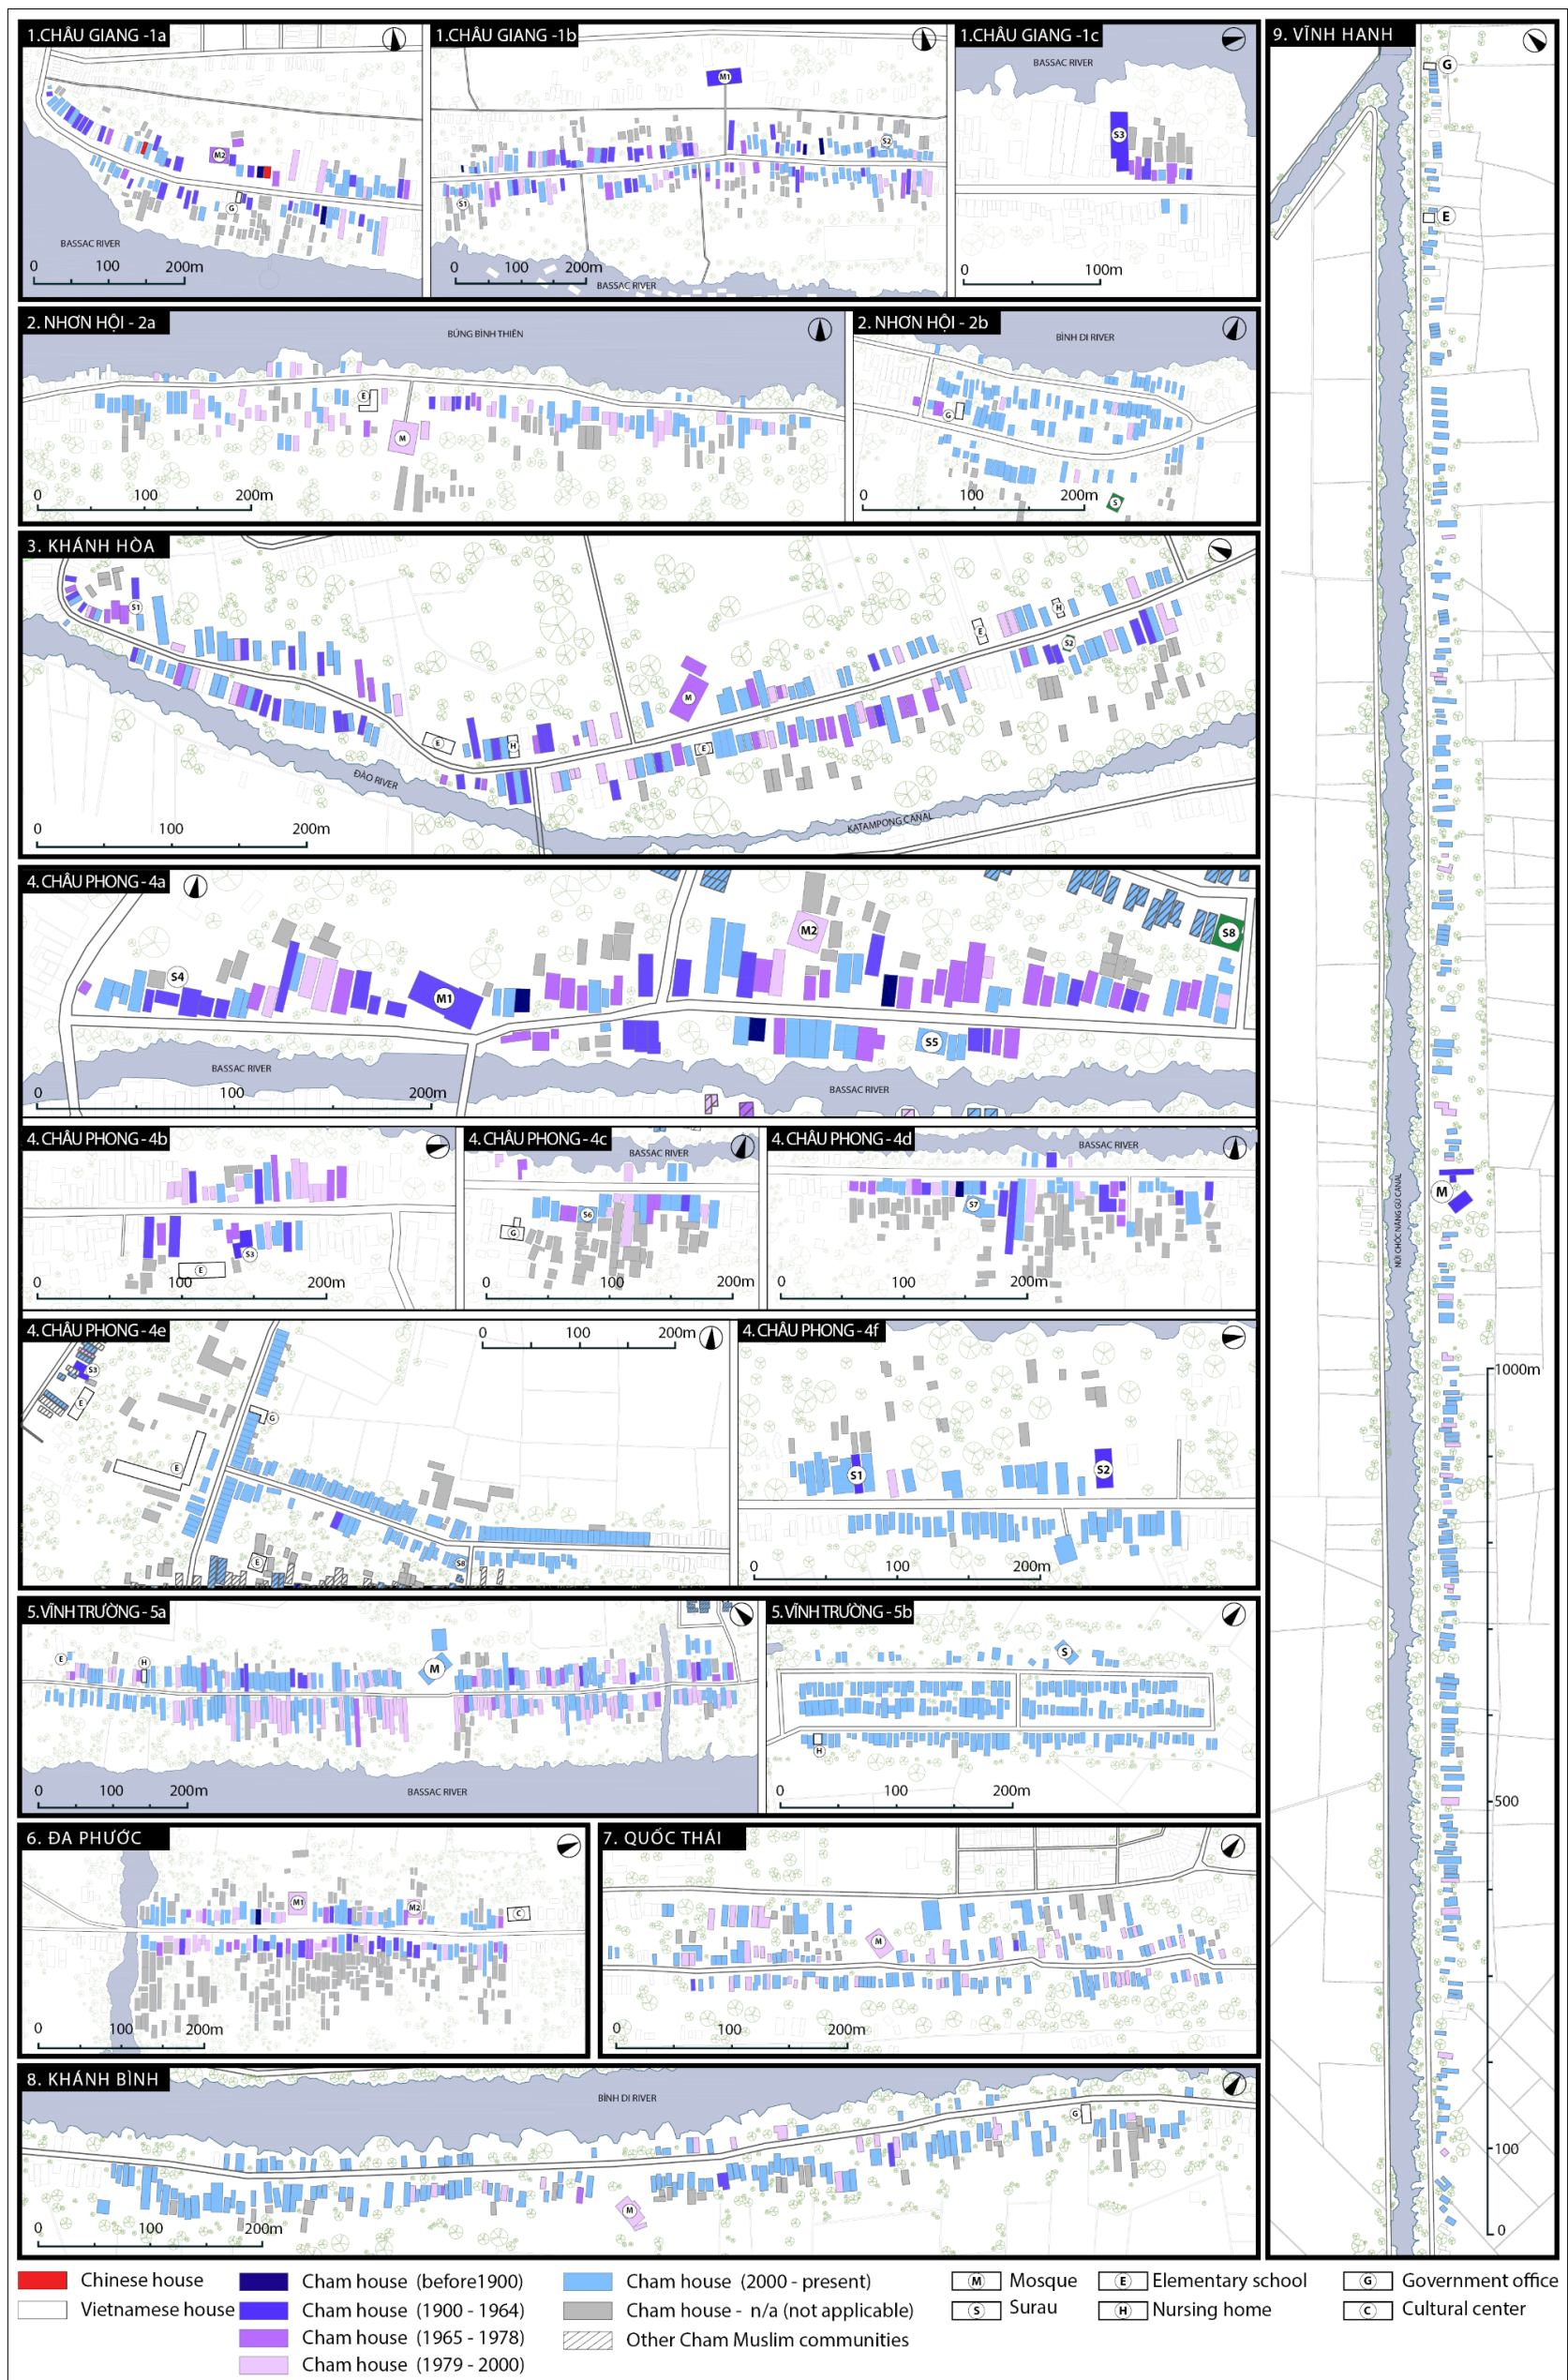 1.CHÂU GIANG -1a
M2
G
BASSAC RIVER
0 100 200m
1.CHÂU GIANG -1b
M1
S2
S1
0 100 200m
BASSAC RIVER
1.CHÂU GIANG -1c
BASSAC RIVER
S3
0 100m
2. NHƠN HỘI - 2a
BÚNG BÌNH THIÊN
E
M
0 100 200m
2. NHƠN HỘI - 2b
BÌNH DI RIVER
G
0 100 200m
S
3. KHÁNH HÒA
S1
H
E
S2
M
E
H
E
ĐÀO RIVER
KATAMPONG CANAL
0 100 200m
4. CHÂU PHONG - 4a
M2
S8
S4
M1
S5
BASSAC RIVER
BASSAC RIVER
0 100 200m
4. CHÂU PHONG - 4b
S3
E
0 100 200m
4. CHÂU PHONG - 4c
BASSAC RIVER
S6
G
0 100 200m
4. CHÂU PHONG - 4d
BASSAC RIVER
S7
0 100 200m
4. CHÂU PHONG - 4e
0 100 200m
S3
E
G
E
E
S8
4. CHÂU PHONG - 4f
S1
S2
0 100 200m
5.VĨNH TRƯỜNG - 5a
E
H
M
0 100 200m
BASSAC RIVER
5.VĨNH TRƯỜNG - 5b
S
H
0 100 200m
6. ĐA PHƯỚC
M1
M2
C
0 100 200m
7. QUỐC THÁI
M
0 100 200m
8. KHÁNH BÌNH
BÌNH DI RIVER
G
M
0 100 200m
9. VĨNH HANH
G
E
M
NÚI CHÓC NĂNG GÙ CANAL
1000m
500
100
0
Chinese house
Vietnamese house
Cham house (before1900)
Cham house (1900 - 1964)
Cham house (1965 - 1978)
Cham house (1979 - 2000)
Cham house (2000 - present)
Cham house - n/a (not applicable)
Other Cham Muslim communities
M Mosque
S Surau
E Elementary school
H Nursing home
G Government office
C Cultural center